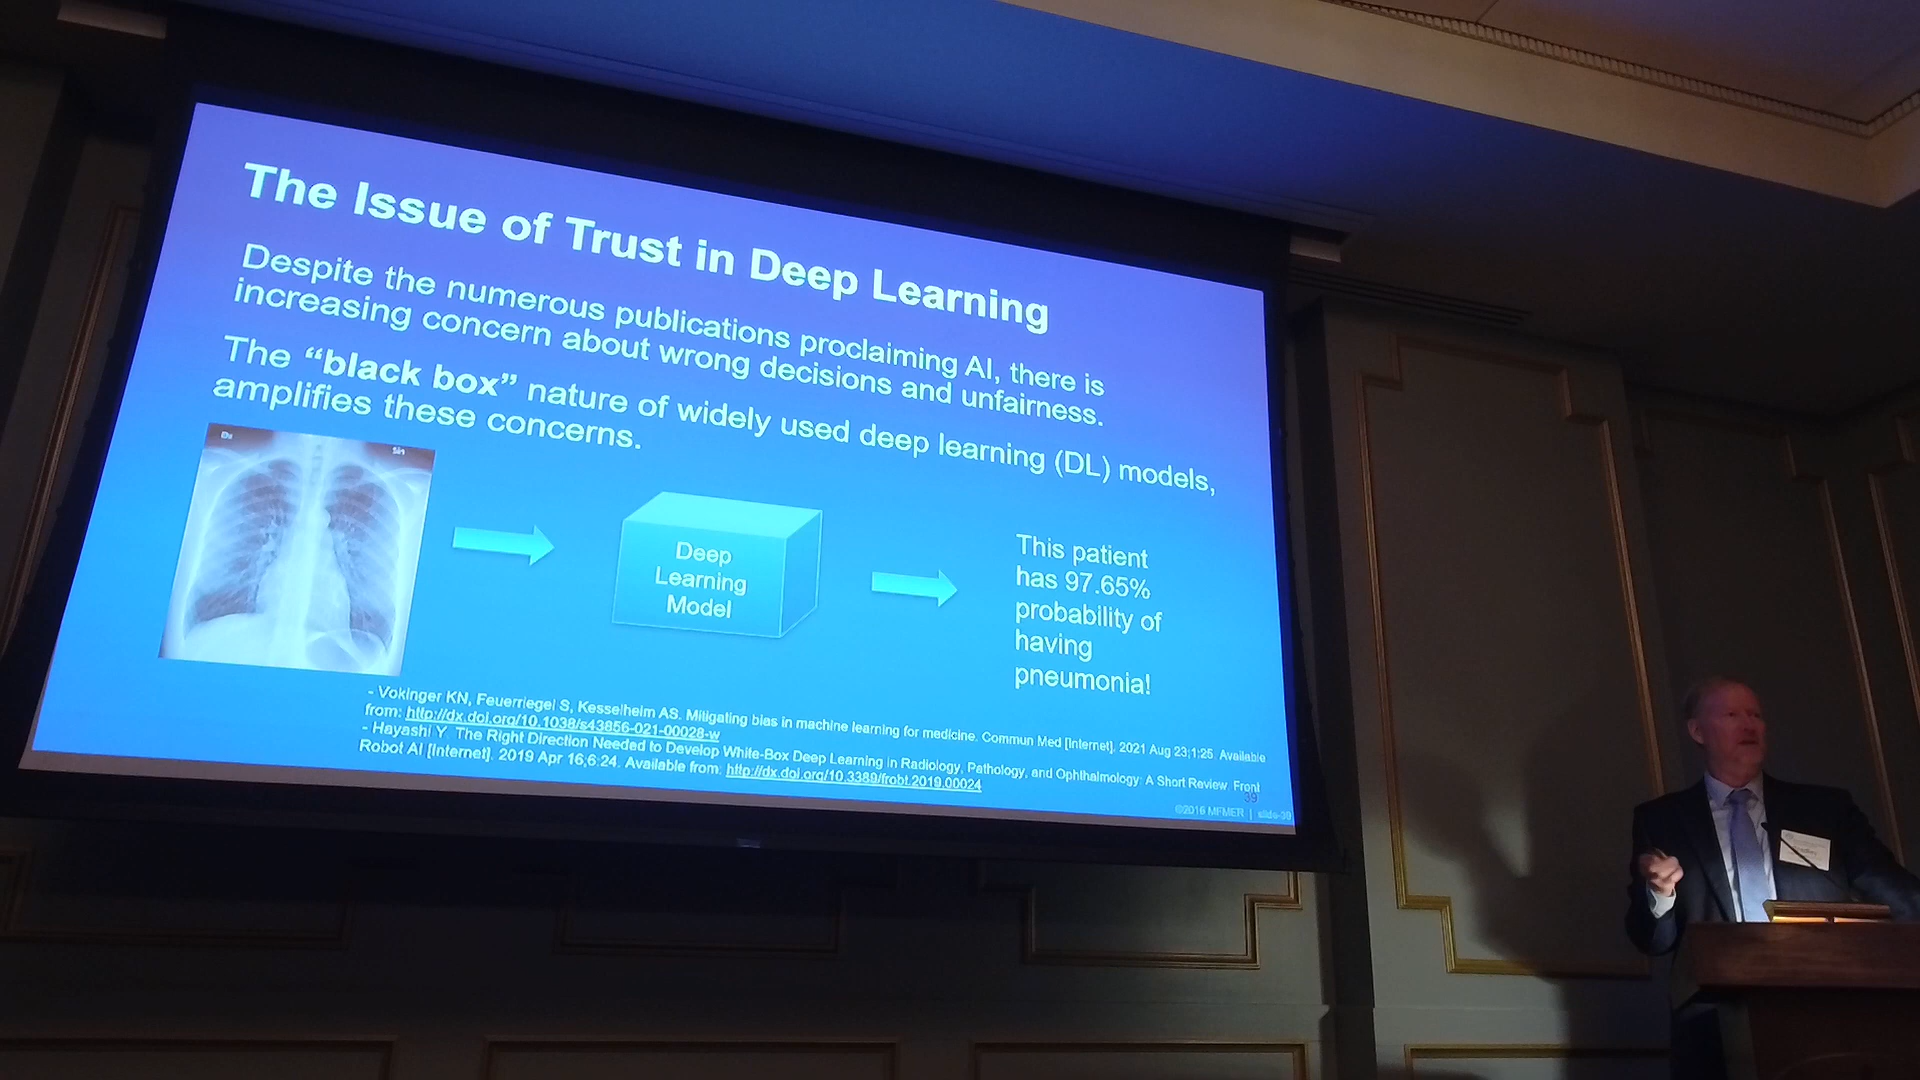 The Issue of Trust in Deep Learning
Despite the numerous publications proclaiming AI, there is
increasing concern about wrong decisions and unfairness.
The “black box” nature of widely used deep learning (DL) models,
amplifies these concerns.
Sin
Deep
Learning
Model
This patient
has 97.65%
probability of
having
pneumonia!
- Vokinger KN, Feuerriegel S, Kesselheim AS. Mitigating bias in machine learning for medicine. Commun Med [Internet]. 2021 Aug 23;1:25. Available
from: http://dx.doi.org/10.1038/s43856-021-00028-w
- Hayashi Y. The Right Direction Needed to Develop White-Box Deep Learning in Radiology, Pathology, and Ophthalmology: A Short Review. Front
Robot AI [Internet]. 2019 Apr 16;6:24. Available from: http://dx.doi.org/10.3389/frobt.2019.00024
39
©2016 MFMER | slide-39